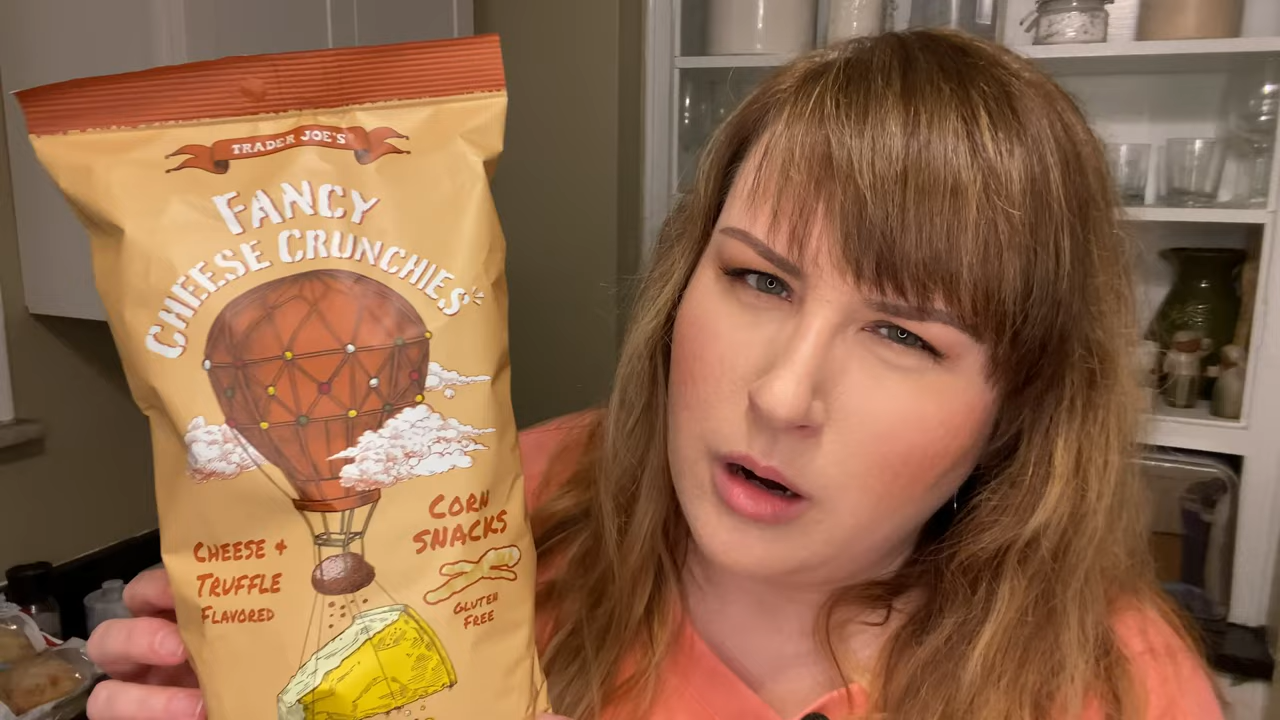 TRADER JOE'S
FANCY
CHEESE CRUNCHIES
CORN
SNACKS
CHEESE +
TRUFFLE
FLAVORED
GLUTEN
FREE